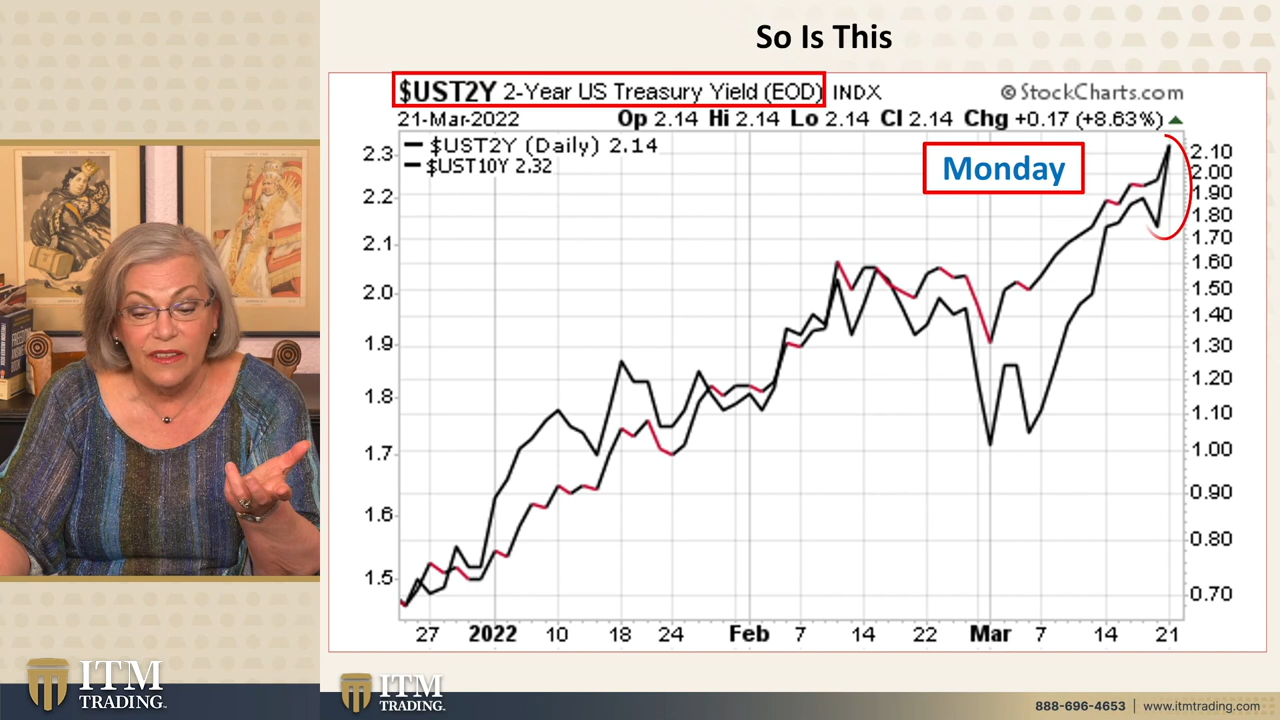 So Is This
$UST2Y 2-Year US Treasury Yield (EOD) INDX
© StockCharts.com
21-Mar-2022
Op 2.14 Hi 2.14 Lo 2.14 Cl 2.14 Chg +0.17 (+8.63%)
$UST2Y (Daily) 2.14
$UST10Y 2.32
Monday
2.3
2.2
2.1
2.0
1.9
1.8
1.7
1.6
1.5
2.10
2.00
1.90
1.80
1.70
1.60
1.50
1.40
1.30
1.20
1.10
1.00
0.90
0.80
0.70
27 2022 10 18 24 Feb 7 14 22 Mar 7 14 21
ITM
TRADING.
ITM
TRADING.
888-696-4653 | www.itmtrading.com